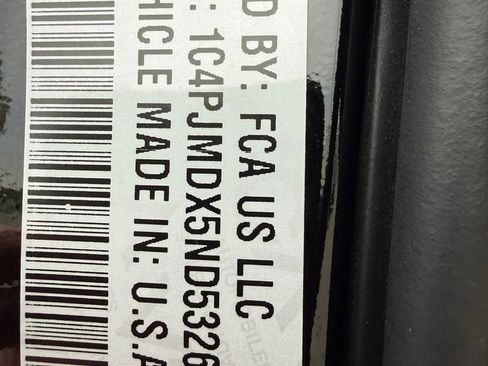 D BY: FCA US LLC
: 1C4PJMDX5ND5326
HICLE MADE IN: U.S.A